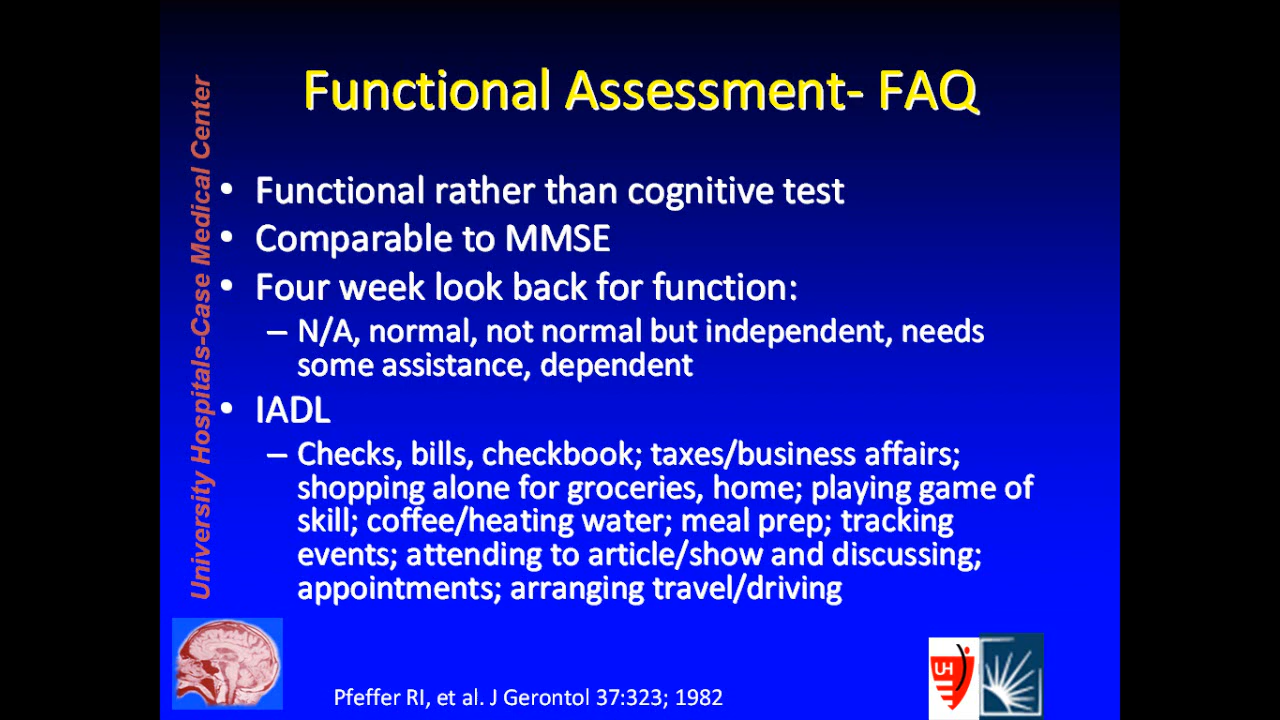 Functional Assessment- FAQ
University Hospitals-Case Medical Center
• Functional rather than cognitive test
• Comparable to MMSE
• Four week look back for function:
– N/A, normal, not normal but independent, needs
some assistance, dependent
• IADL
– Checks, bills, checkbook; taxes/business affairs;
shopping alone for groceries, home; playing game of
skill; coffee/heating water; meal prep; tracking
events; attending to article/show and discussing;
appointments; arranging travel/driving
Pfeffer RI, et al. J Gerontol 37:323; 1982
UH